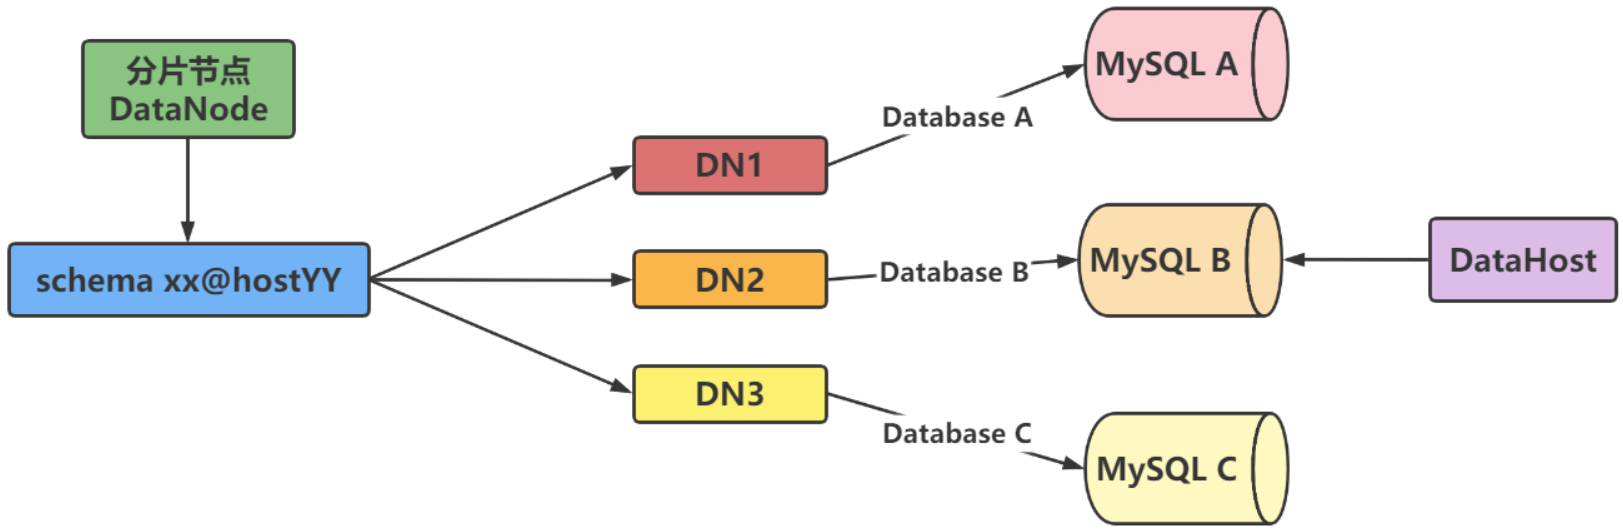 分片节点
DataNode
schema xx@hostYY
DN1
DN2
DN3
Database A
Database B
Database C
MySQL A
MySQL B
MySQL C
DataHost